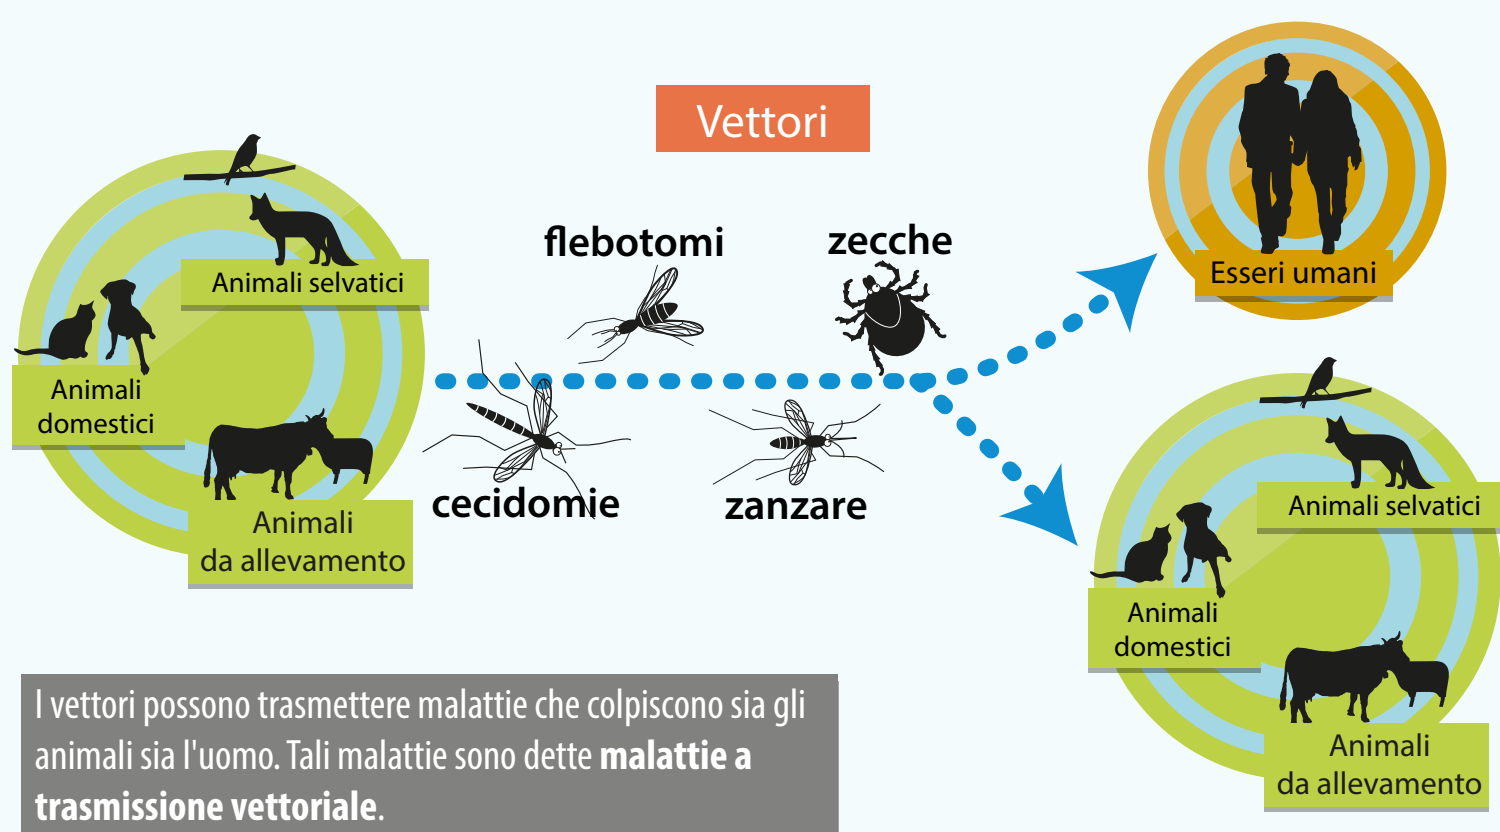 Vettori
flebotomi
zecche
cecidomie
zanzare
Animali selvatici
Animali
domestici
Animali
da allevamento
Esseri umani
Animali selvatici
Animali
domestici
Animali
da allevamento
I vettori possono trasmettere malattie che colpiscono sia gli
animali sia l'uomo. Tali malattie sono dette malattie a
trasmissione vettoriale.